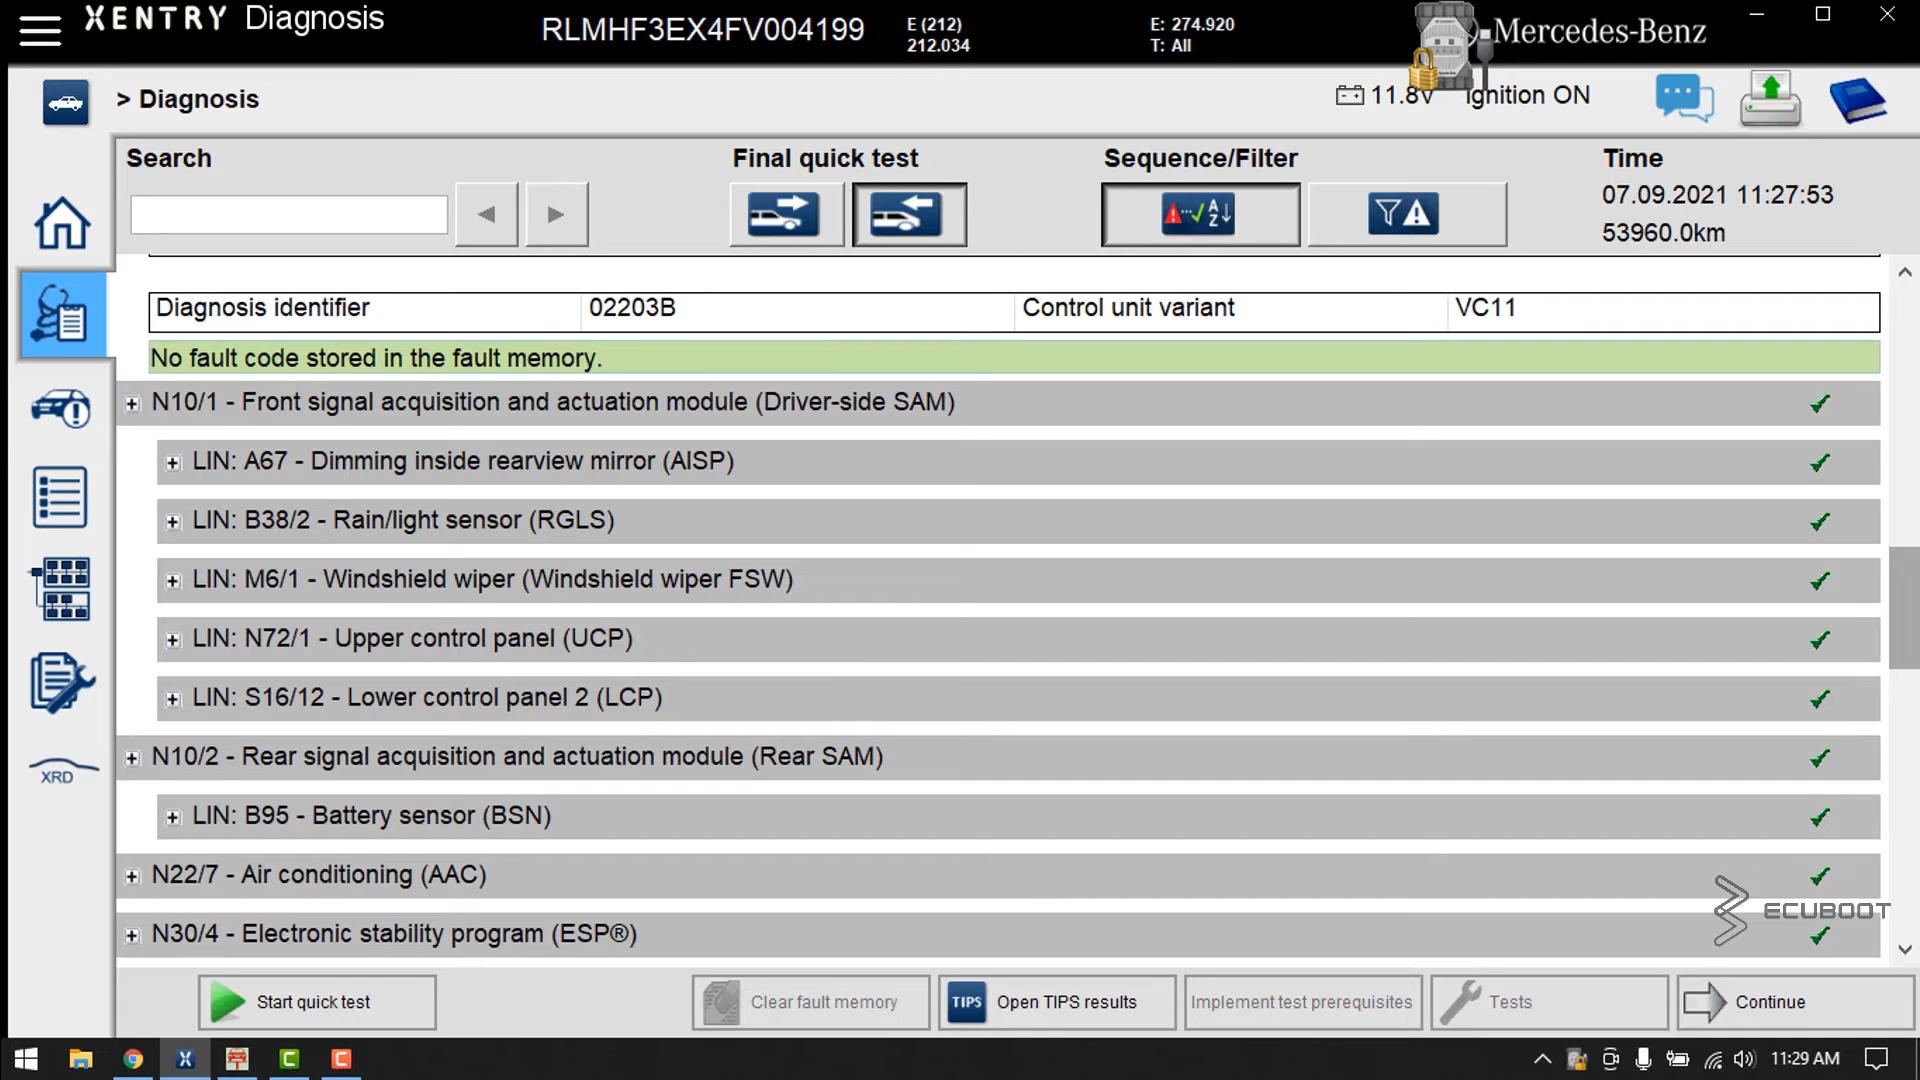 XENTRY Diagnosis
RLMHF3EX4FV004199
E (212)
212.034
E: 274.920
T: All
Mercedes-Benz
> Diagnosis
11.8V
Ignition ON
Search
Final quick test
Sequence/Filter
Time
07.09.2021 11:27:53
53960.0km
Diagnosis identifier 02203B Control unit variant VC11
No fault code stored in the fault memory.
N10/1 - Front signal acquisition and actuation module (Driver-side SAM)
LIN: A67 - Dimming inside rearview mirror (AISP)
LIN: B38/2 - Rain/light sensor (RGLS)
LIN: M6/1 - Windshield wiper (Windshield wiper FSW)
LIN: N72/1 - Upper control panel (UCP)
LIN: S16/12 - Lower control panel 2 (LCP)
N10/2 - Rear signal acquisition and actuation module (Rear SAM)
LIN: B95 - Battery sensor (BSN)
N22/7 - Air conditioning (AAC)
N30/4 - Electronic stability program (ESP®)
XRD
ECUBOOT
Start quick test
Clear fault memory
TIPS Open TIPS results
Implement test prerequisites
Tests
Continue
11:29 AM